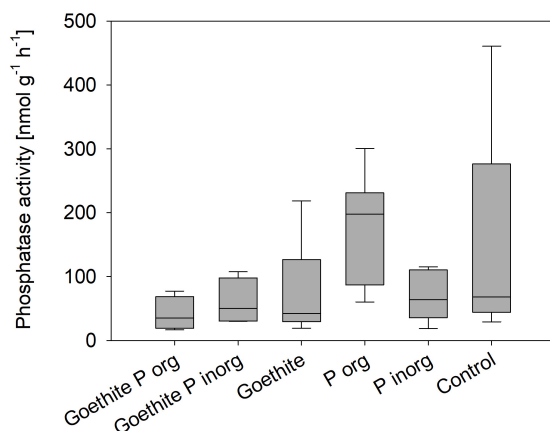 Phosphatase activity [nmol g⁻¹ h⁻¹]
500
400
300
200
100
0
Goethite P org
Goethite P inorg
Goethite
P org
P inorg
Control